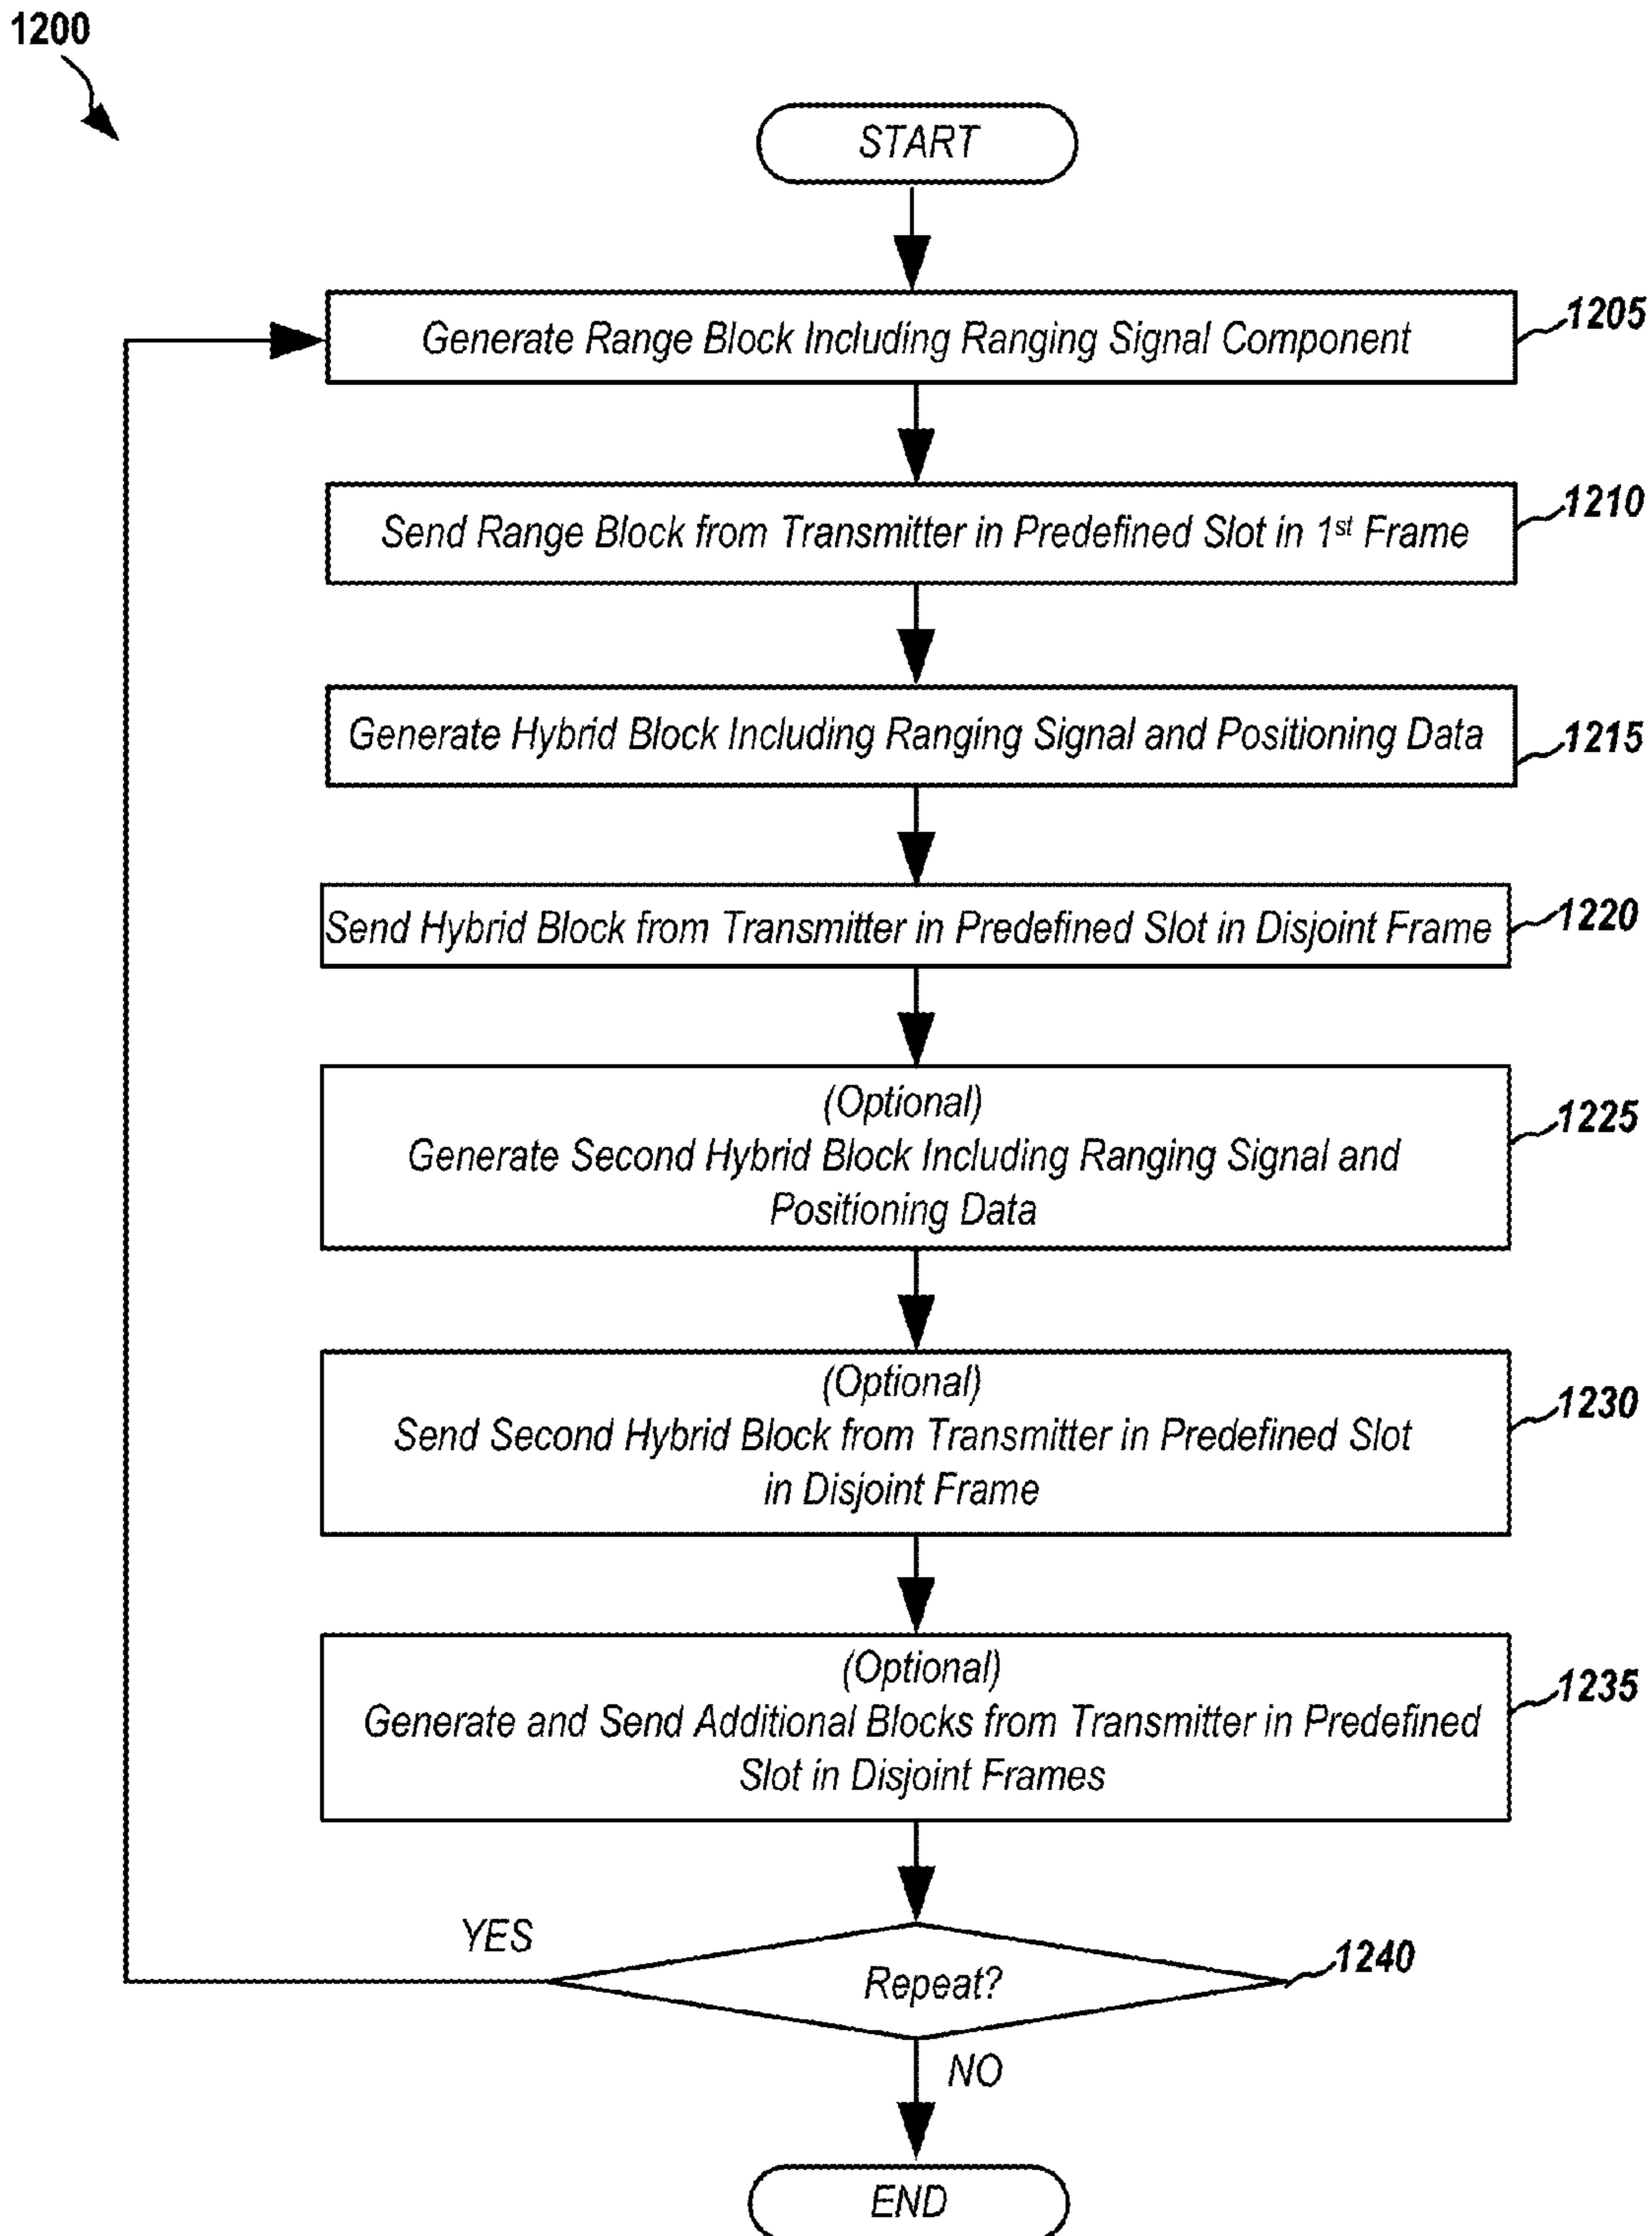 1200
START
Generate Range Block Including Ranging Signal Component
1205
Send Range Block from Transmitter in Predefined Slot in 1st Frame
1210
Generate Hybrid Block Including Ranging Signal and Positioning Data
1215
Send Hybrid Block from Transmitter in Predefined Slot in Disjoint Frame
1220
(Optional)
Generate Second Hybrid Block Including Ranging Signal and
Positioning Data
1225
(Optional)
Send Second Hybrid Block from Transmitter in Predefined Slot
in Disjoint Frame
1230
(Optional)
Generate and Send Additional Blocks from Transmitter in Predefined
Slot in Disjoint Frames
1235
YES
Repeat?
1240
NO
END